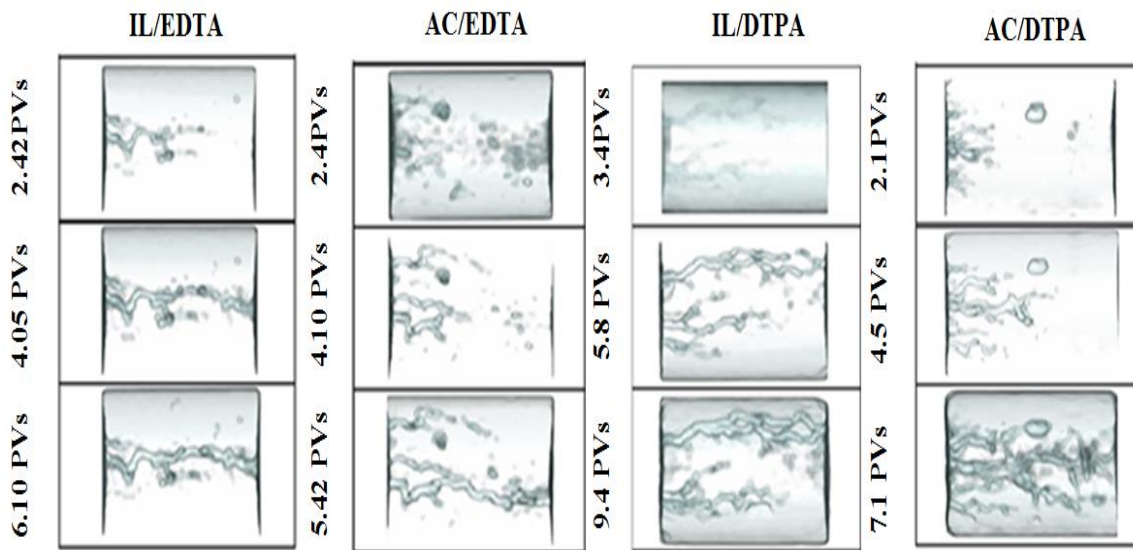 IL/EDTA AC/EDTA IL/DTPA AC/DTPA
2.42PVs 2.4PVs 3.4PVs 2.1PVs
4.05 PVs 4.10 PVs 5.8 PVs 4.5 PVs
6.10 PVs 5.42 PVs 9.4 PVs 7.1 PVs